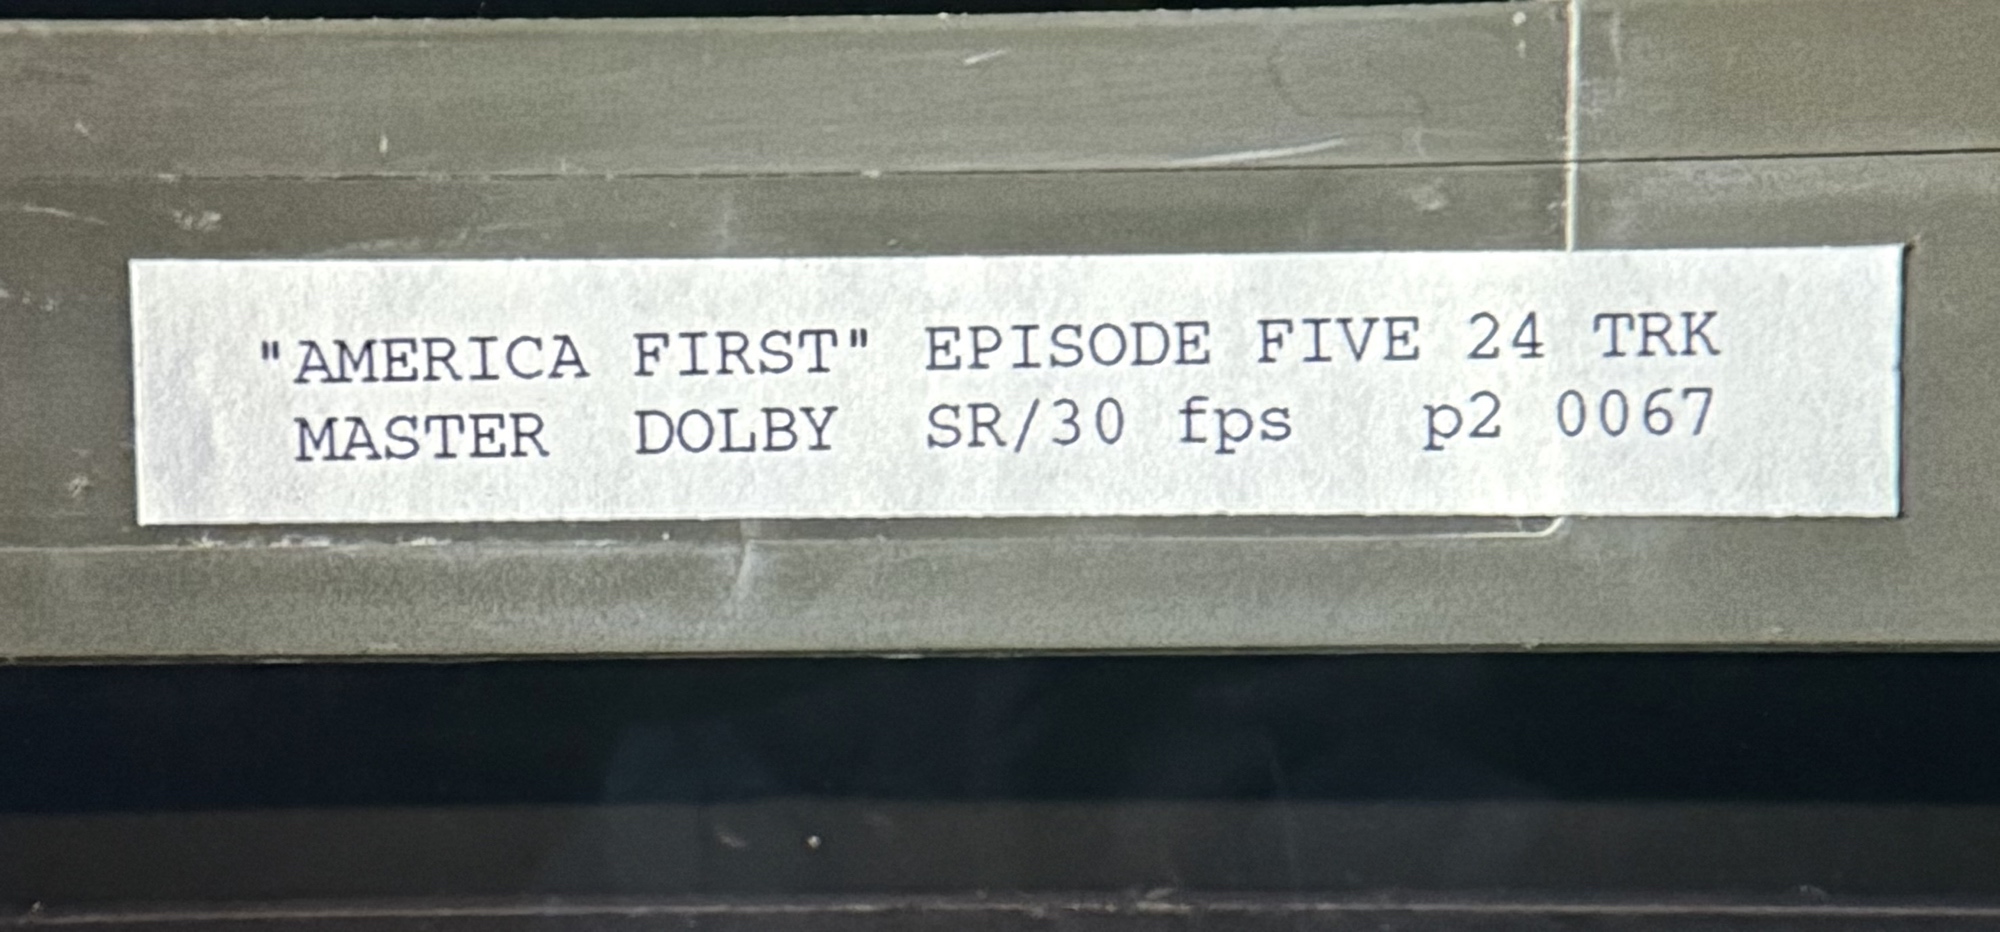 "AMERICA FIRST" EPISODE FIVE 24 TRK
MASTER DOLBY SR/30 fps p2 0067